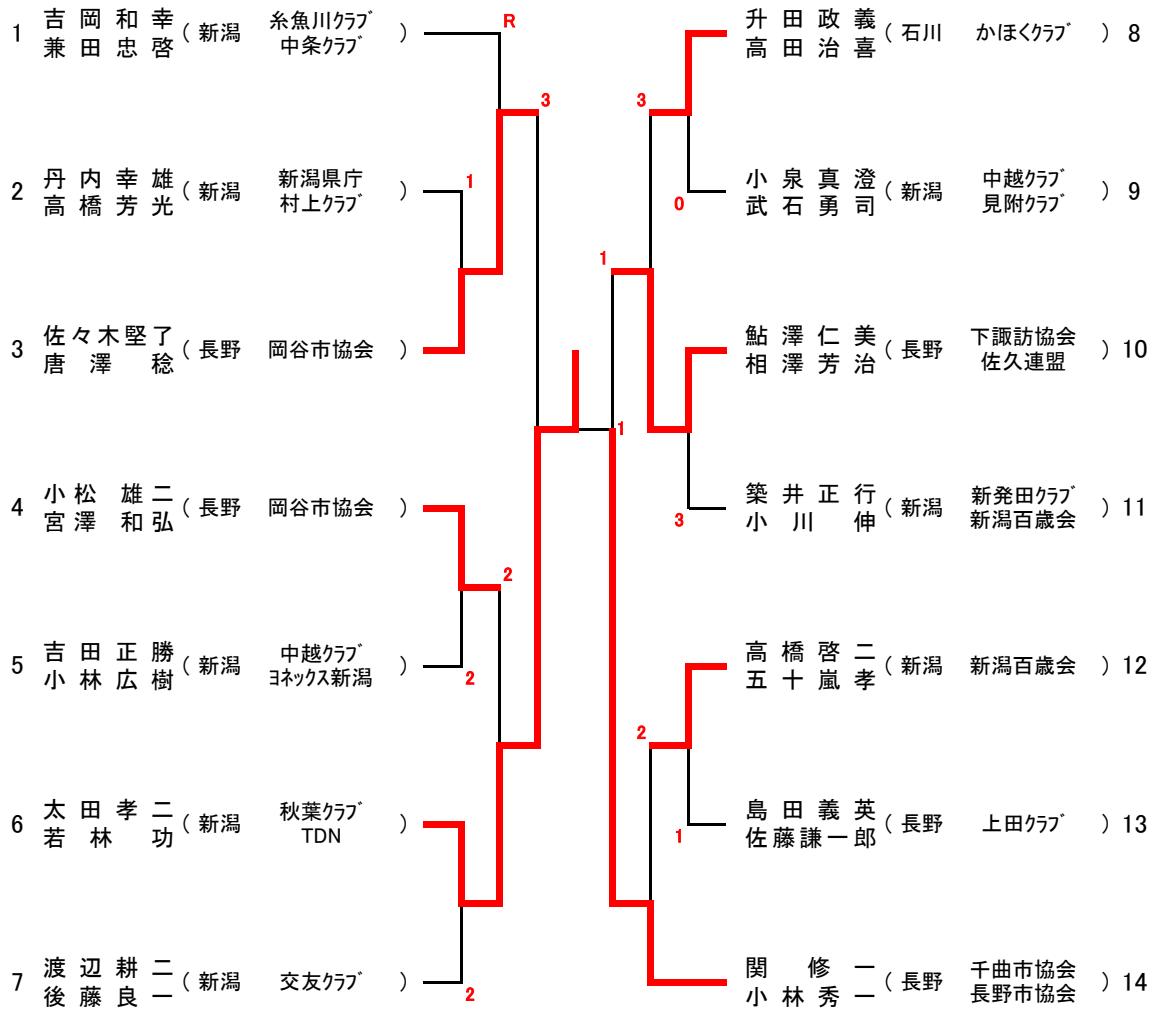 1 吉岡和幸 兼田忠啓 ( 新潟 糸魚川ｸﾗﾌﾞ 中条ｸﾗﾌﾞ )
R
3
2 丹内幸雄 高橋芳光 ( 新潟 新潟県庁 村上ｸﾗﾌﾞ )
1
3 佐々木堅了 唐澤稔 ( 長野 岡谷市協会 )
4 小松雄二 宮澤和弘 ( 長野 岡谷市協会 )
2
5 吉田正勝 小林広樹 ( 新潟 中越ｸﾗﾌﾞ ﾖﾈｯｸｽ新潟 )
2
6 太田孝二 若林功 ( 新潟 秋葉ｸﾗﾌﾞ TDN )
7 渡辺耕二 後藤良一 ( 新潟 交友ｸﾗﾌﾞ )
2
升田政義 高田治喜 ( 石川 かほくｸﾗﾌﾞ ) 8
3
小泉真澄 武石勇司 ( 新潟 中越ｸﾗﾌﾞ 見附ｸﾗﾌﾞ ) 9
0
1
鮎澤仁美 相澤芳治 ( 長野 下諏訪協会 佐久連盟 ) 10
1
築井正行 小川伸 ( 新潟 新発田ｸﾗﾌﾞ 新潟百歳会 ) 11
3
高橋啓二 五十嵐孝 ( 新潟 新潟百歳会 ) 12
2
島田義英 佐藤謙一郎 ( 長野 上田ｸﾗﾌﾞ ) 13
1
関修一 小林秀一 ( 長野 千曲市協会 長野市協会 ) 14